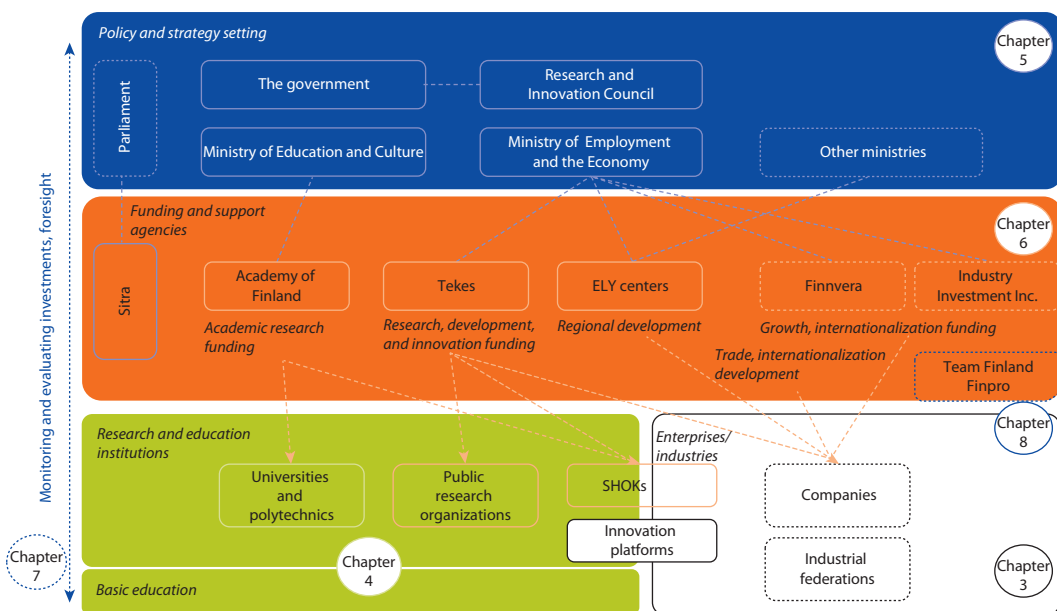 Policy and strategy setting
Chapter
5
Parliament
The government
Research and
Innovation Council
Ministry of Education and Culture
Ministry of Employment
and the Economy
Other ministries
Monitoring and evaluating investments, foresight
Funding and support
agencies
Chapter
6
Sitra
Academy of
Finland
Tekes
ELY centers
Finnvera
Industry
Investment Inc.
Academic research
funding
Research, development,
and innovation funding
Regional development
Growth, internationalization funding
Trade, internationalization
development
Team Finland
Finpro
Chapter
8
Research and education
institutions
Enterprises/
industries
Universities
and
polytechnics
Public
research
organizations
SHOKs
Companies
Innovation
platforms
Industrial
federations
Chapter
7
Chapter
4
Chapter
3
Basic education